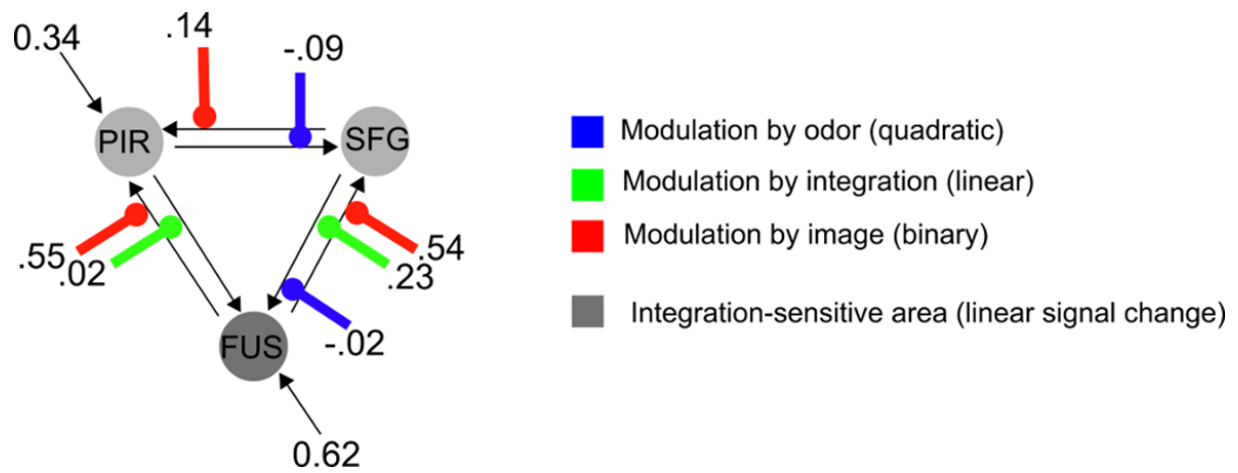 0.34
.14
-.09
PIR
SFG
.55
.02
.54
.23
-.02
FUS
0.62
Modulation by odor (quadratic)
Modulation by integration (linear)
Modulation by image (binary)
Integration-sensitive area (linear signal change)